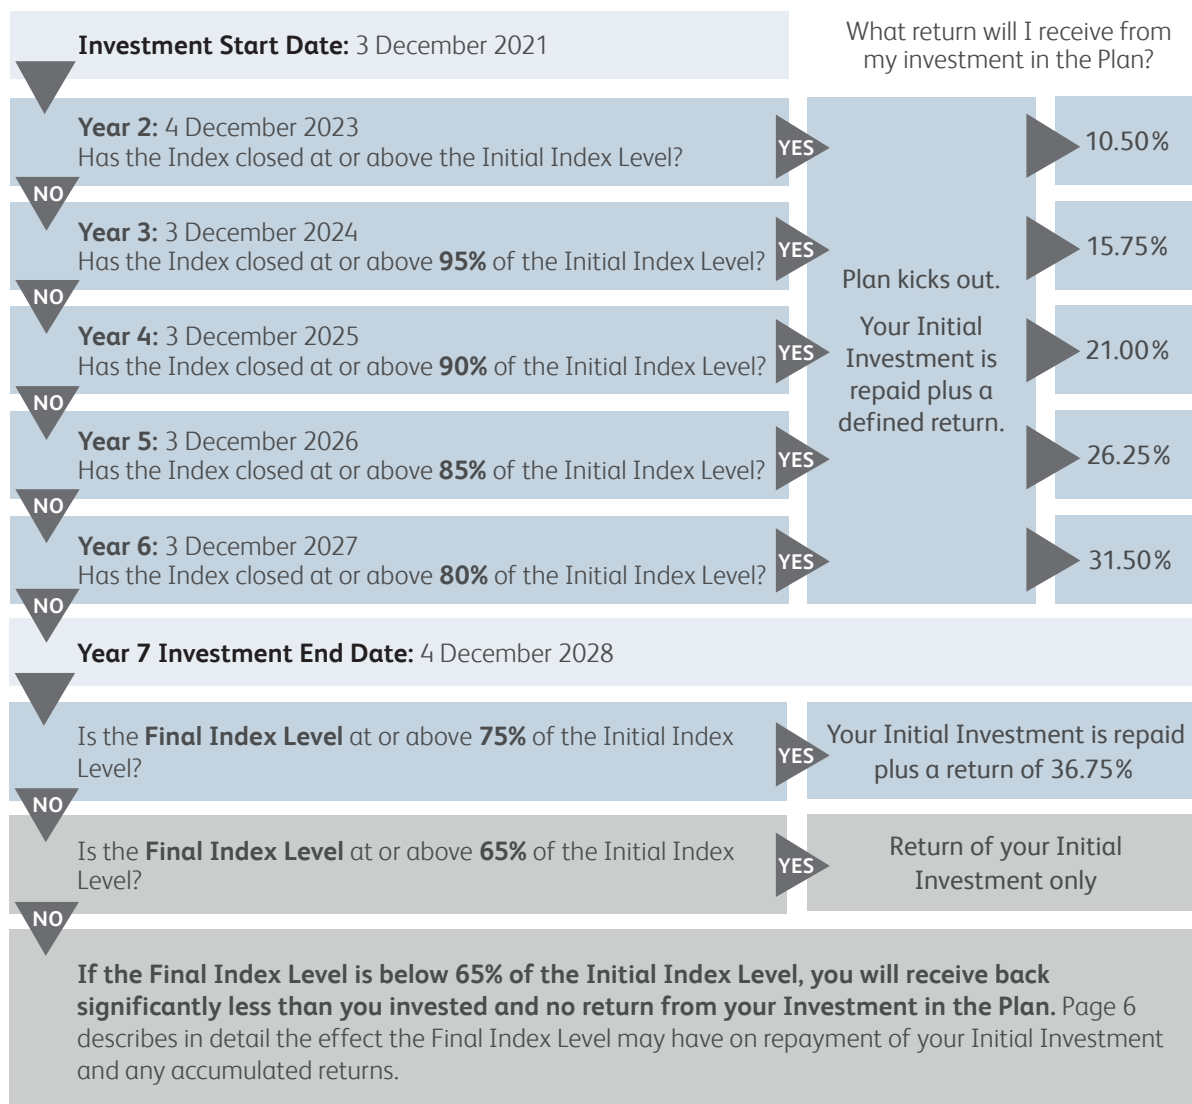 Investment Start Date: 3 December 2021
What return will I receive from
my investment in the Plan?
Year 2: 4 December 2023
Has the Index closed at or above the Initial Index Level?
YES
10.50%
NO
Year 3: 3 December 2024
Has the Index closed at or above 95% of the Initial Index Level?
YES
15.75%
NO
Year 4: 3 December 2025
Has the Index closed at or above 90% of the Initial Index Level?
YES
21.00%
NO
Year 5: 3 December 2026
Has the Index closed at or above 85% of the Initial Index Level?
YES
26.25%
NO
Year 6: 3 December 2027
Has the Index closed at or above 80% of the Initial Index Level?
YES
31.50%
Plan kicks out.
Your Initial
Investment is
repaid plus a
defined return.
NO
Year 7 Investment End Date: 4 December 2028
Is the Final Index Level at or above 75% of the Initial Index
Level?
YES
Your Initial Investment is repaid
plus a return of 36.75%
NO
Is the Final Index Level at or above 65% of the Initial Index
Level?
YES
Return of your Initial
Investment only
NO
If the Final Index Level is below 65% of the Initial Index Level, you will receive back
significantly less than you invested and no return from your Investment in the Plan. Page 6
describes in detail the effect the Final Index Level may have on repayment of your Initial Investment
and any accumulated returns.